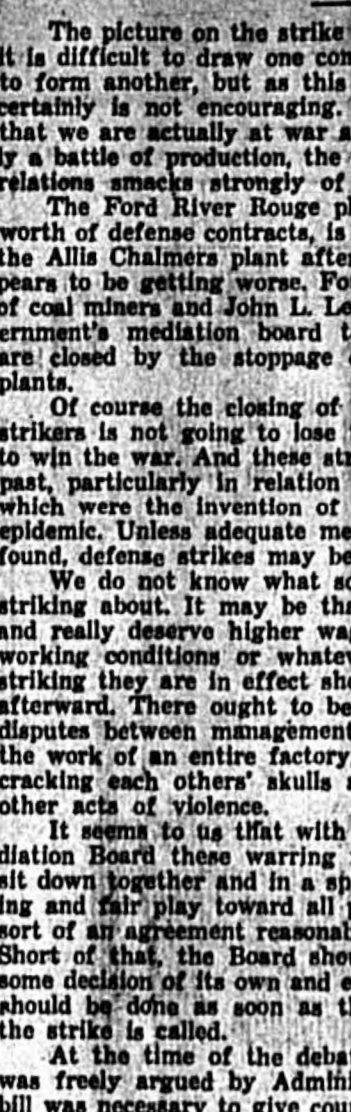 The picture on the strike
it is difficult to draw one con
to form another, but as this
certainly is not encouraging.
that we are actually at war a
ly a battle of production, the
relations smacks strongly of
The Ford River Rouge pl
worth of defense contracts, is
the Allis Chalmers plant after
pears to be getting worse. Fo
of coal miners and John L. Le
ernment's mediation board t
are closed by the stoppage
plants.
Of course the closing of
strikers is not going to lose
to win the war. And these str
past, particularly in relation
which were the invention of
epidemic. Unless adequate me
found, defense strikes may be
We do not know what so
striking about. It may be tha
and really deserve higher wag
working conditions or whatev
striking they are in effect sho
afterward. There ought to be
disputes between management
the work of an entire factory
cracking each others' skulls a
other acts of violence.
It seems to us that with
diation Board these warring
sit down together and in a sp
ing and fair play toward all
sort of an agreement reasonab
Short of that, the Board shou
some decision of its own and e
should be done as soon as th
the strike is called.
At the time of the debat
was freely argued by Admini
bill was necessary to give coun